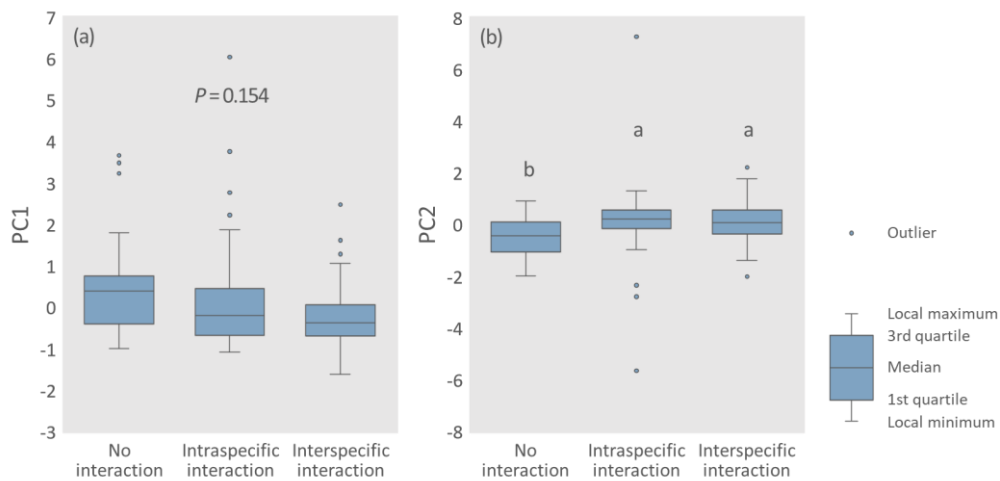 (a)
PC1
7
6
5
4
3
2
1
0
-1
-2
-3
P = 0.154
No
interaction
Intraspecific
interaction
Interspecific
interaction
(b)
PC2
8
6
4
2
0
-2
-4
-6
-8
b
a
a
No
interaction
Intraspecific
interaction
Interspecific
interaction
Outlier
Local maximum
3rd quartile
Median
1st quartile
Local minimum